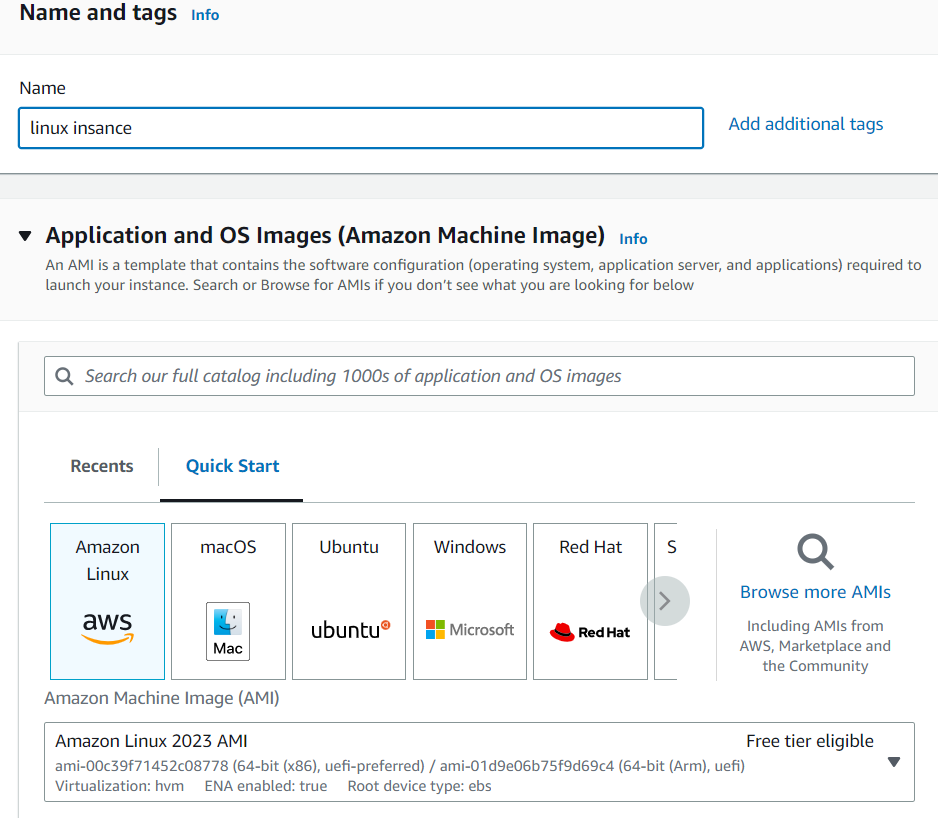 Name and tags Info
Name
linux insance
Add additional tags
Application and OS Images (Amazon Machine Image) Info
An AMI is a template that contains the software configuration (operating system, application server, and applications) required to
launch your instance. Search or Browse for AMIs if you don’t see what you are looking for below
Search our full catalog including 1000s of application and OS images
Recents
Quick Start
Amazon
Linux
aws
macOS
Mac
Ubuntu
ubuntu
Windows
Microsoft
Red Hat
Red Hat
S
Browse more AMIs
Including AMIs from
AWS, Marketplace and
the Community
Amazon Machine Image (AMI)
Amazon Linux 2023 AMI Free tier eligible
ami-00c39f71452c08778 (64-bit (x86), uefi-preferred) / ami-01d9e06b75f9d69c4 (64-bit (Arm), uefi)
Virtualization: hvm ENA enabled: true Root device type: ebs